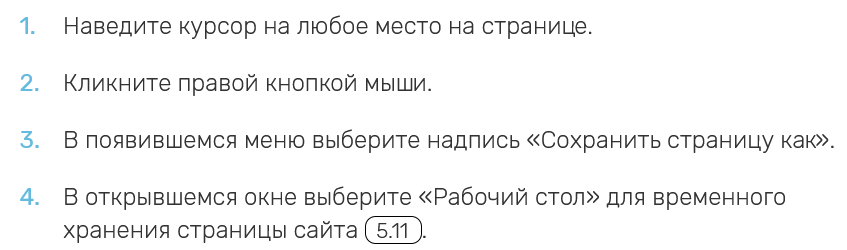 1. Наведите курсор на любое место на странице.
2. Кликните правой кнопкой мыши.
3. В появившемся меню выберите надпись «Сохранить страницу как».
4. В открывшемся окне выберите «Рабочий стол» для временного
хранения страницы сайта 5.11.